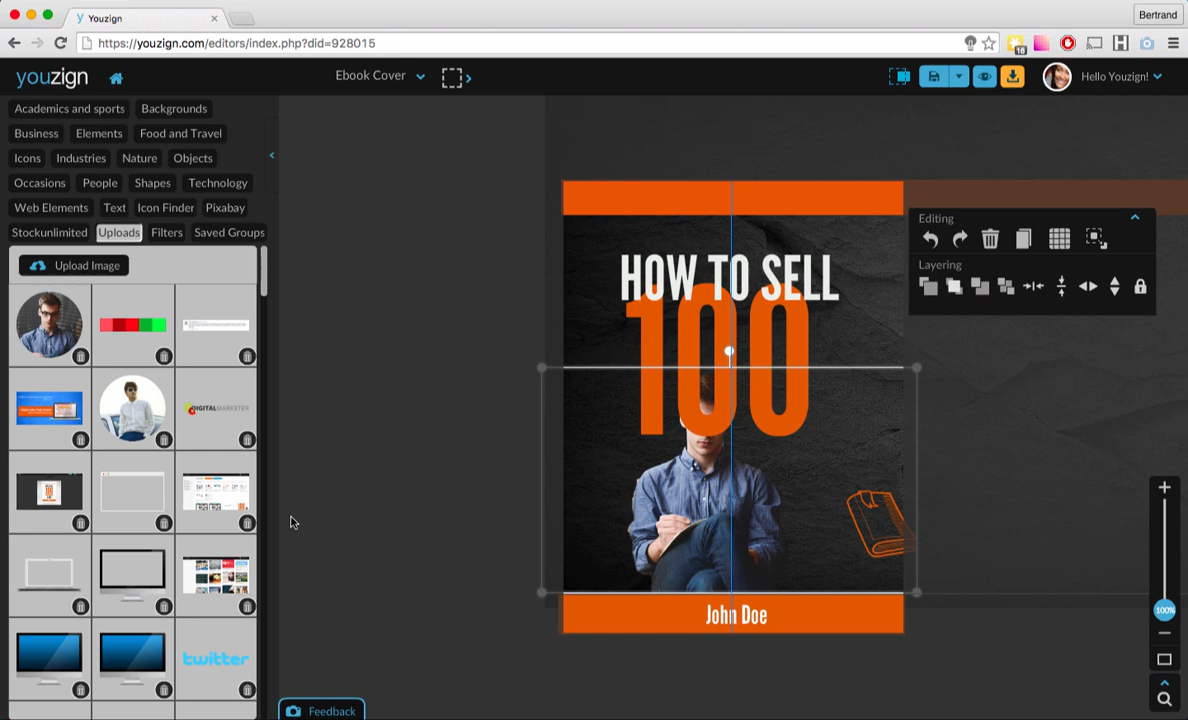 Youzign
Bertrand
https://youzign.com/editors/index.php?did=928015
16
youzign
Ebook Cover
Hello Youzign!
Academics and sports
Backgrounds
Business
Elements
Food and Travel
Icons
Industries
Nature
Objects
Occasions
People
Shapes
Technology
Web Elements
Text
Icon Finder
Pixabay
Stockunlimited
Uploads
Filters
Saved Groups
Upload Image
DIGITALMARKETER
twitter
HOW TO SELL
100
John Doe
Editing
Layering
100%
Feedback